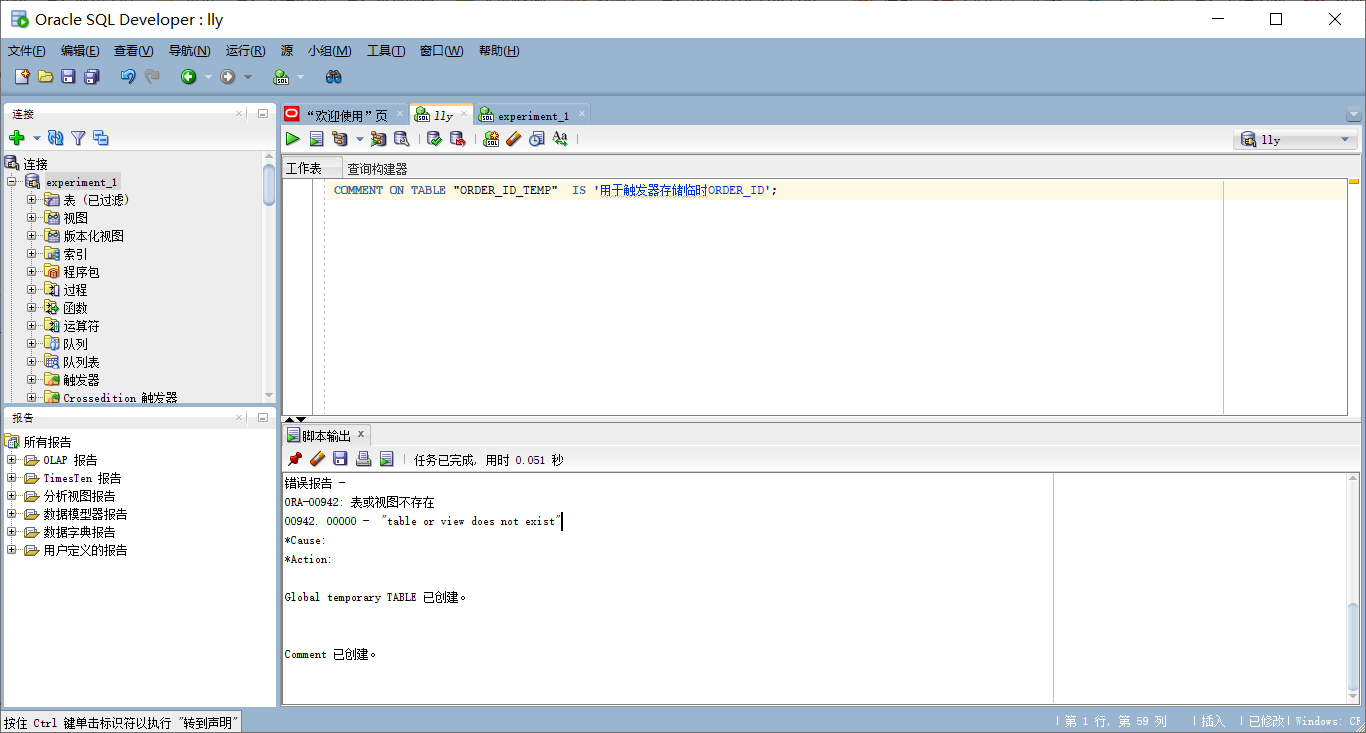 Oracle SQL Developer : lly
文件(F) 编辑(E) 查看(V) 导航(N) 运行(R) 源 小组(M) 工具(T) 窗口(W) 帮助(H)
连接
连接
experiment_1
表 (已过滤)
视图
版本化视图
索引
程序包
过程
函数
运算符
队列
队列表
触发器
Crossedition 触发器
报告
所有报告
OLAP 报告
TimesTen 报告
分析视图报告
数据模型器报告
数据字典报告
用户定义的报告
“欢迎使用”页 lly experiment_1
lly
工作表 查询构建器
COMMENT ON TABLE "ORDER_ID_TEMP"  IS '用于触发器存储临时ORDER_ID';
脚本输出
任务已完成, 用时 0.051 秒
错误报告 -
ORA-00942: 表或视图不存在
00942. 00000 -  "table or view does not exist"
*Cause:
*Action:
Global temporary TABLE 已创建。
Comment 已创建。
按住 Ctrl 键单击标识符以执行 "转到声明"
第 1 行, 第 59 列 插入 已修改 Windows: CF